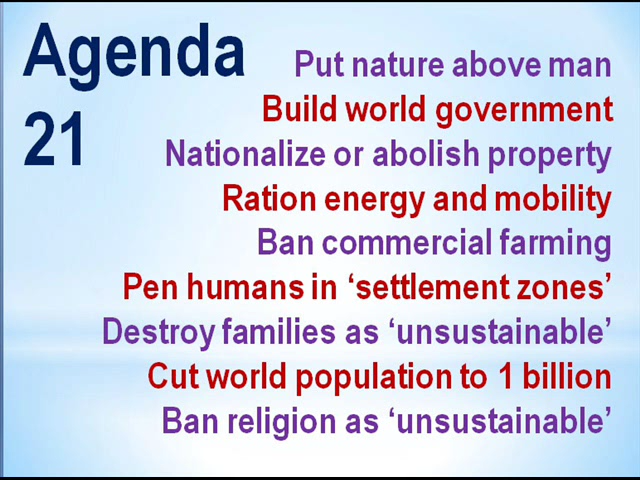 Agenda
21
Put nature above man
Build world government
Nationalize or abolish property
Ration energy and mobility
Ban commercial farming
Pen humans in ‘settlement zones’
Destroy families as ‘unsustainable’
Cut world population to 1 billion
Ban religion as ‘unsustainable’